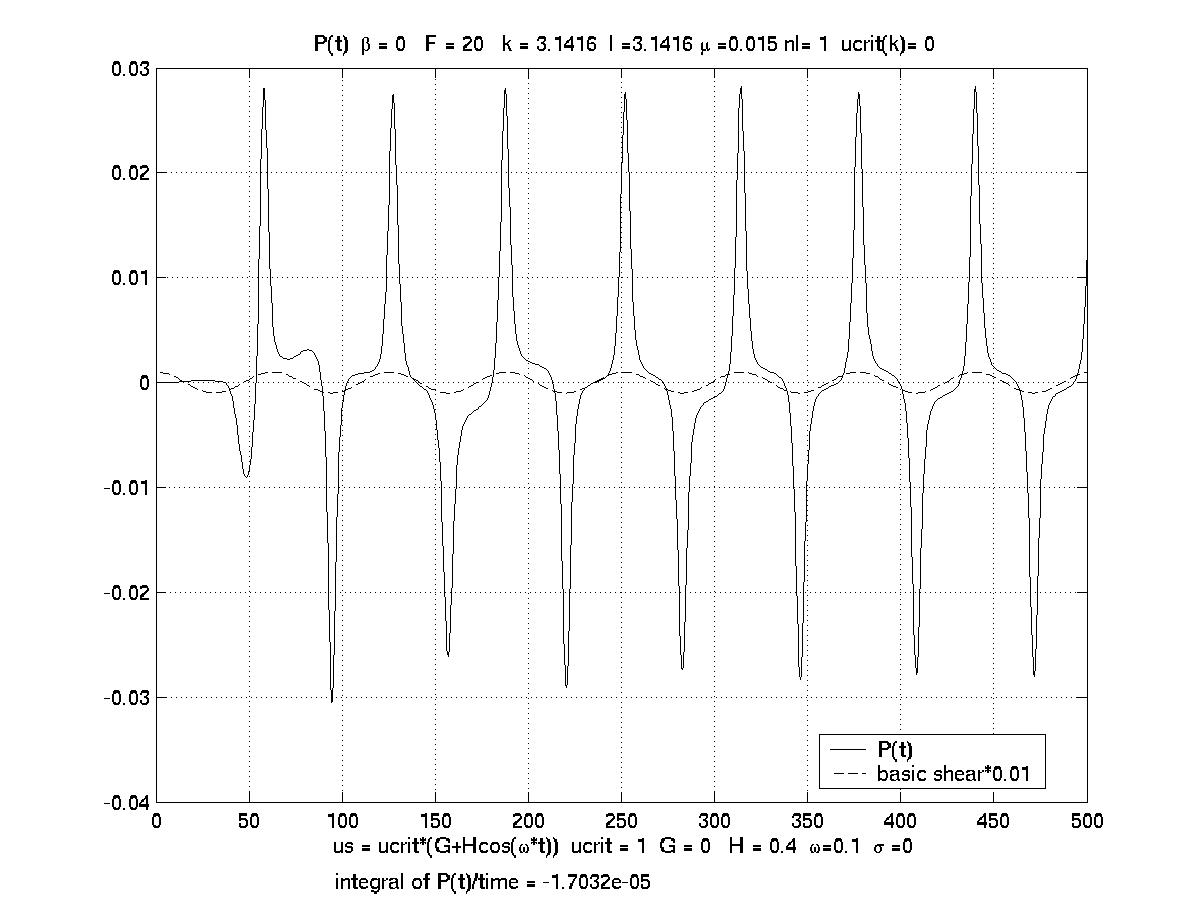 P(t) β = 0 F = 20 k = 3.1416 l =3.1416 μ =0.015 nl= 1 ucrit(k)= 0
0.03
0.02
0.01
0
-0.01
-0.02
-0.03
-0.04
P(t)
basic shear*0.01
0 50 100 150 200 250 300 350 400 450 500
us = ucrit*(G+Hcos(ω*t)) ucrit = 1 G = 0 H = 0.4 ω=0.1 σ =0
integral of P(t)/time = -1.7032e-05